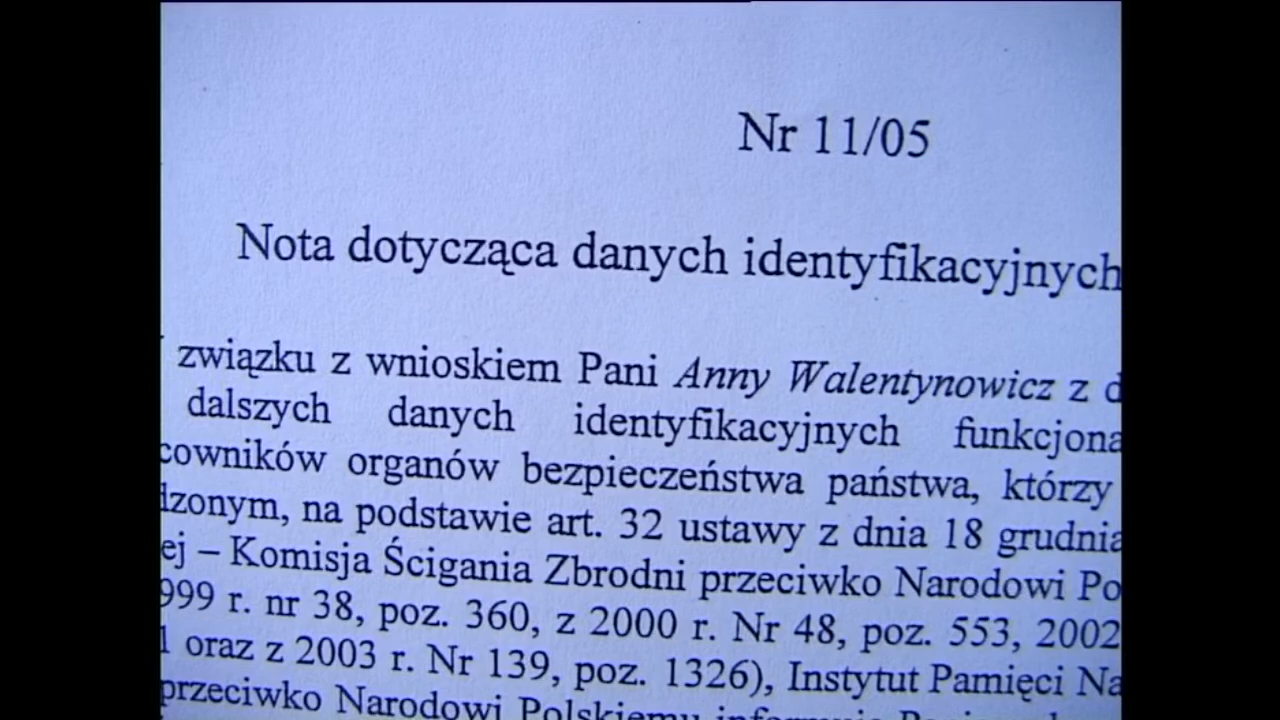 Nr 11/05
Nota dotycząca danych identyfikacyjnych
związku z wnioskiem Pani Anny Walentynowicz z d
dalszych danych identyfikacyjnych funkcjona
cowników organów bezpieczeństwa państwa, którzy
dzonym, na podstawie art. 32 ustawy z dnia 18 grudnia
ej – Komisja Ścigania Zbrodni przeciwko Narodowi Po
999 r. nr 38, poz. 360, z 2000 r. Nr 48, poz. 553, 2002
1 oraz z 2003 r. Nr 139, poz. 1326), Instytut Pamięci Na
przeciwko Narodowi Polskiemu informuje